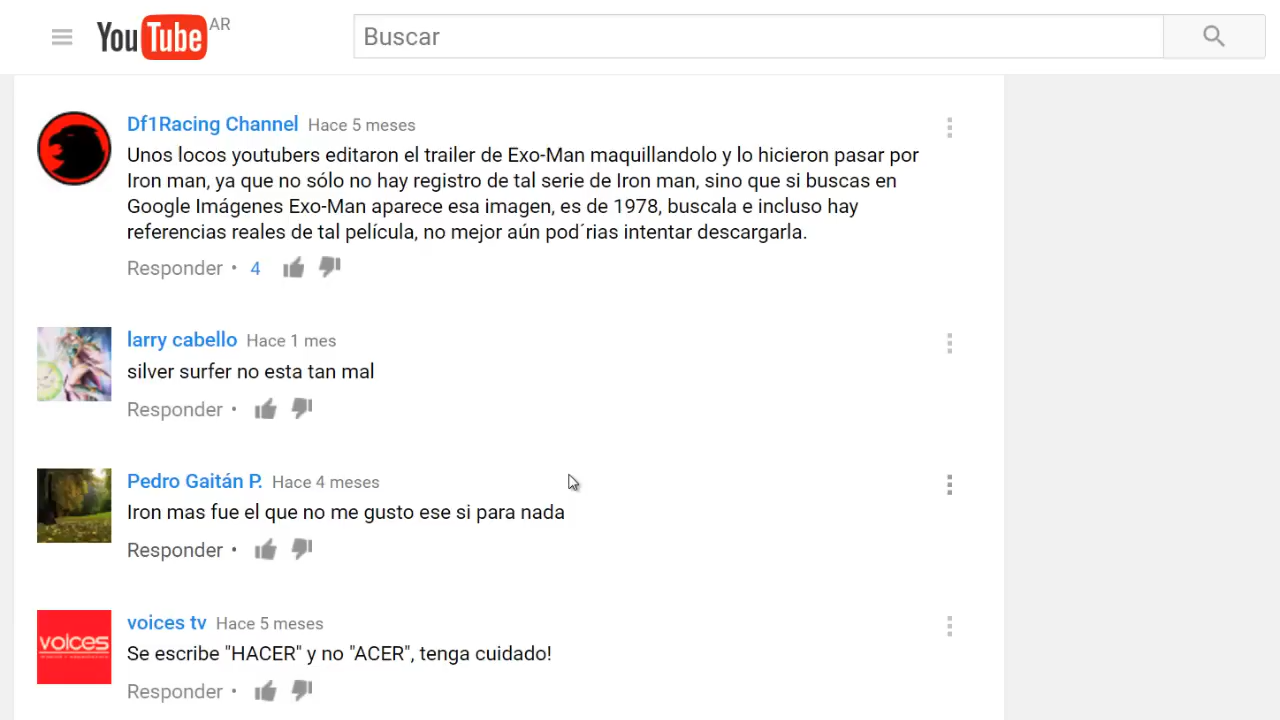 YouTube AR
Buscar
Df1Racing Channel Hace 5 meses
Unos locos youtubers editaron el trailer de Exo-Man maquillandolo y lo hicieron pasar por
Iron man, ya que no sólo no hay registro de tal serie de Iron man, sino que si buscas en
Google Imágenes Exo-Man aparece esa imagen, es de 1978, buscala e incluso hay
referencias reales de tal película, no mejor aún pod´rias intentar descargarla.
Responder • 4
larry cabello Hace 1 mes
silver surfer no esta tan mal
Responder •
Pedro Gaitán P. Hace 4 meses
Iron mas fue el que no me gusto ese si para nada
Responder •
voices
voices tv Hace 5 meses
Se escribe "HACER" y no "ACER", tenga cuidado!
Responder •